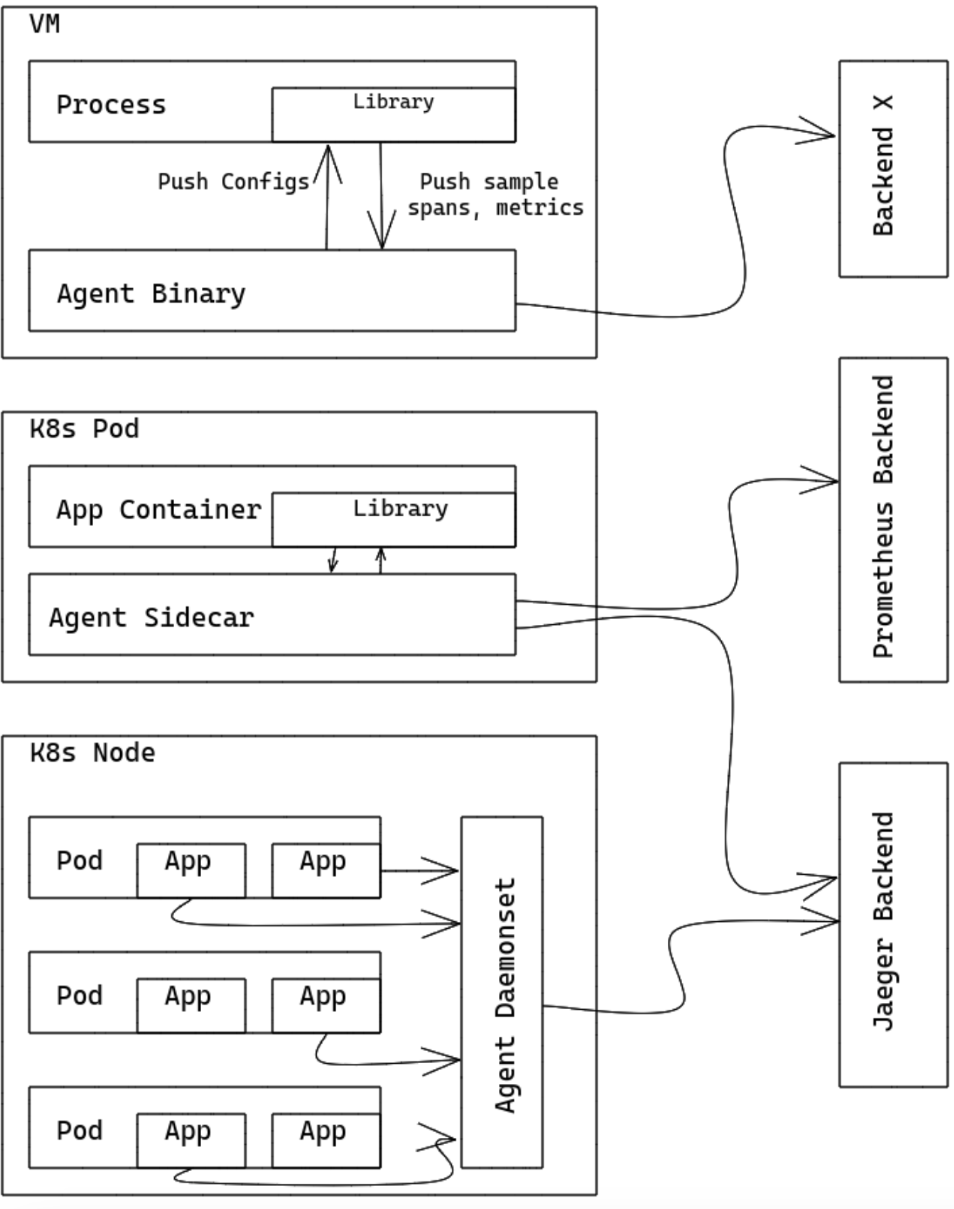 VM
Process
Library
Push Configs
Push sample
spans, metrics
Agent Binary
Backend X
K8s Pod
App Container
Library
Agent Sidecar
Prometheus Backend
K8s Node
Pod
App
App
Pod
App
App
Pod
App
App
Agent Daemonset
Jaeger Backend